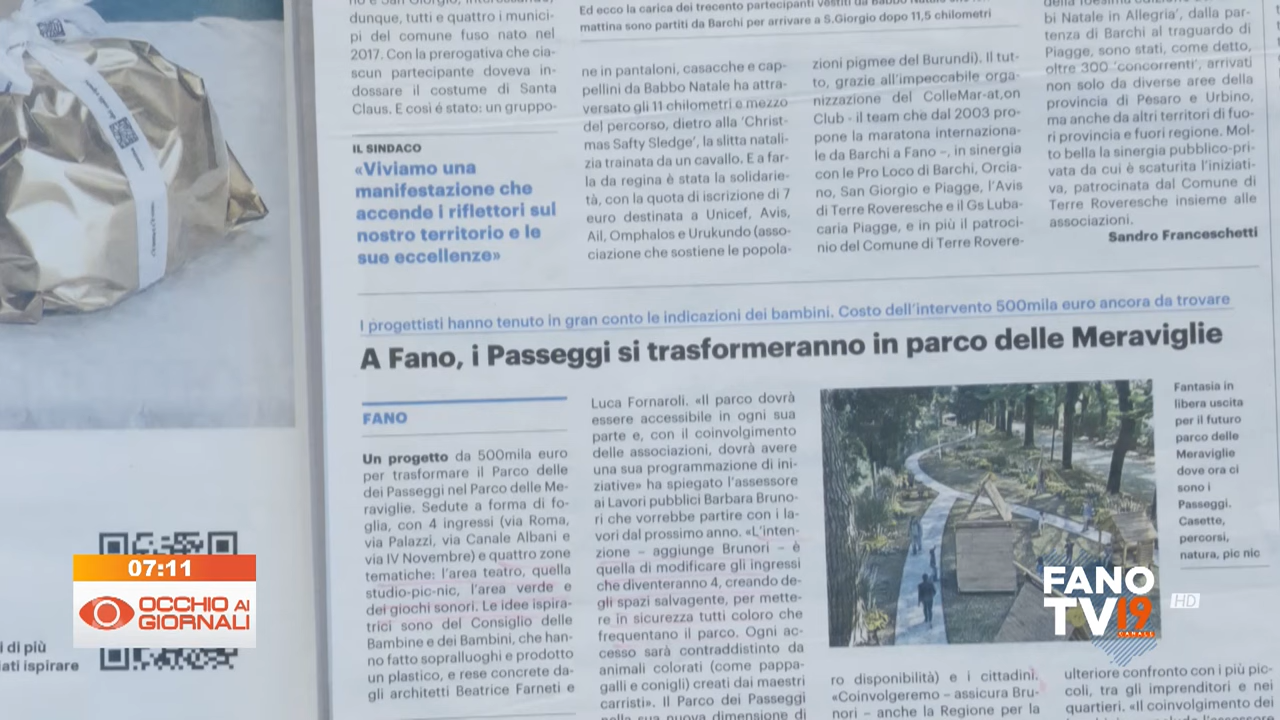 dunque, tutti e quattro i munici-
pi del comune fuso nato nel
2017. Con la prerogativa che cia-
scun partecipante doveva in-
dossare il costume di Santa
Claus. E così é stato: un gruppo-
IL SINDACO
«Viviamo una
manifestazione che
accende i riflettori sul
nostro territorio e le
sue eccellenze»
Ed ecco la carica dei trecento partecipanti vestiti da Babbo Natale che
mattina sono partiti da Barchi per arrivare a S.Giorgio dopo 11,5 chilometri
ne in pantaloni, casacche e cap-
pellini da Babbo Natale ha attra-
versato gli 11 chilometri e mezzo
del percorso, dietro alla 'Christ-
mas Safty Sledge', la slitta natali-
zia trainata da un cavallo. E a far-
la da regina è stata la solidarie-
tà, con la quota di iscrizione di 7
euro destinata a Unicef, Avis,
Ail, Omphalos e Urukundo (asso-
ciazione che sostiene le popola-
zioni pigmee del Burundi). Il tut-
to, grazie all'impeccabile orga-
nizzazione del ColleMar-at,on
Club - il team che dal 2003 pro-
pone la maratona internaziona-
le da Barchi a Fano –, in sinergia
con le Pro Loco di Barchi, Orcia-
no, San Giorgio e Piagge, l'Avis
di Terre Roveresche e il Gs Luba-
caria Piagge, e in più il patroci-
nio del Comune di Terre Rovere-
bi Natale in Allegria', dalla par-
tenza di Barchi al traguardo di
Piagge, sono stati, come detto,
oltre 300 'concorrenti', arrivati
non solo da diverse aree della
provincia di Pesaro e Urbino,
ma anche da altri territori di fuo-
ri provincia e fuori regione. Mol-
to bella la sinergia pubblico-pri-
vata da cui è scaturita l'iniziati-
va, patrocinata dal Comune di
Terre Roveresche insieme alle
associazioni.
Sandro Franceschetti
I progettisti hanno tenuto in gran conto le indicazioni dei bambini. Costo dell'intervento 500mila euro ancora da trovare
A Fano, i Passeggi si trasformeranno in parco delle Meraviglie
FANO
Un progetto da 500mila euro
per trasformare il Parco delle
dei Passeggi nel Parco delle Me-
raviglie. Sedute a forma di fo-
glia, con 4 ingressi (via Roma,
via Palazzi, via Canale Albani e
via IV Novembre) e quattro zone
tematiche: l'area teatro, quella
studio-pic-nic, l'area verde e
dei giochi sonori. Le idee ispira-
trici sono del Consiglio delle
Bambine e dei Bambini, che han-
no fatto sopralluoghi e prodotto
un plastico, e rese concrete da-
gli architetti Beatrice Farneti e
Luca Fornaroli. «Il parco dovrà
essere accessibile in ogni sua
parte e, con il coinvolgimento
delle associazioni, dovrà avere
una sua programmazione di ini-
ziative» ha spiegato l'assessore
ai Lavori pubblici Barbara Bruno-
ri che vorrebbe partire con i la-
vori dal prossimo anno. «L'inten-
zione – aggiunge Brunori – è
quella di modificare gli ingressi
che diventeranno 4, creando de-
gli spazi salvagente, per mette-
re in sicurezza tutti coloro che
frequentano il parco. Ogni ac-
cesso sarà contraddistinto da
animali colorati (come pappa-
galli e conigli) creati dai maestri
carristi». Il Parco dei Passeggi
nella sua nuova dimensione di
Fantasia in
libera uscita
per il futuro
parco delle
Meraviglie
dove ora ci
sono i
Passeggi.
Casette,
percorsi,
natura, pic nic
ro disponibilità) e i cittadini.
«Coinvolgeremo – assicura Bru-
nori – anche la Regione per la
ulteriore confronto con i più pic-
coli, tra gli imprenditori e nei
quartieri. «Il coinvolgimento dei
i di più
ati ispirare
07:11
OCCHIO AI
GIORNALI
FANO
TV19
CANALE
HD